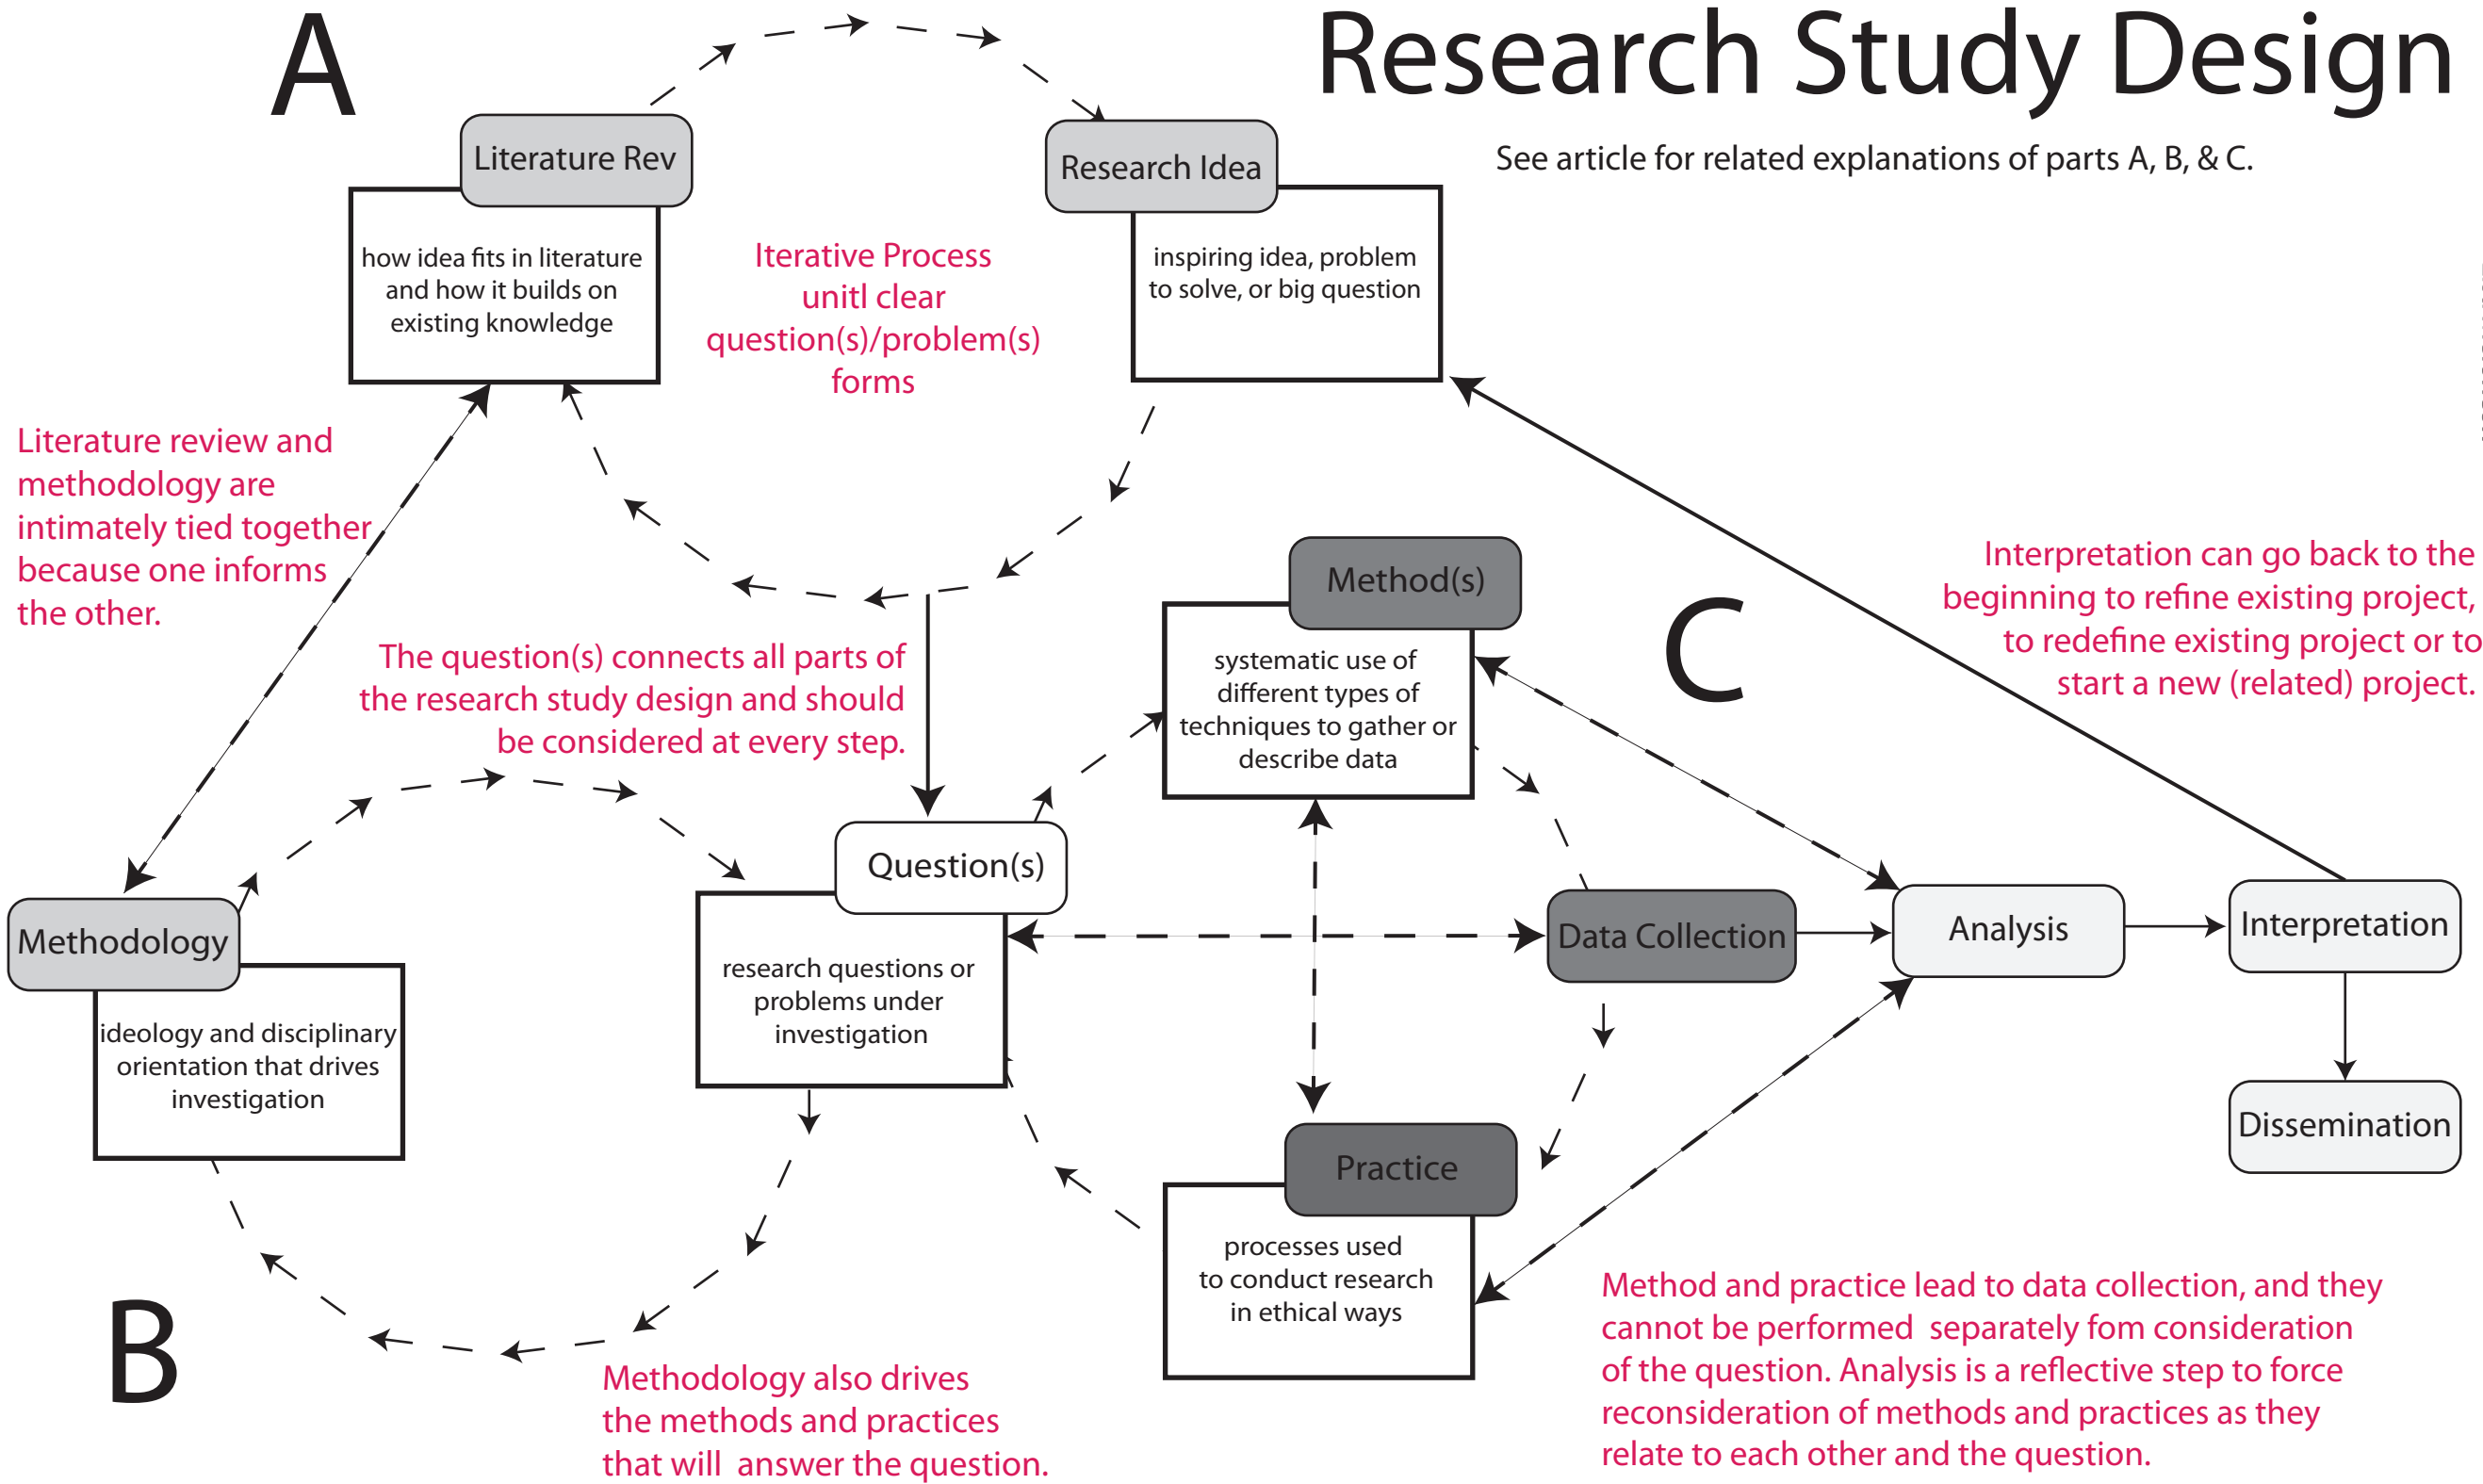 A
Research Study Design
See article for related explanations of parts A, B, & C.
Literature Rev
how idea fits in literature
and how it builds on
existing knowledge
Iterative Process
unitl clear
question(s)/problem(s)
forms
Research Idea
inspiring idea, problem
to solve, or big question
Literature review and
methodology are
intimately tied together
because one informs
the other.
The question(s) connects all parts of
the research study design and should
be considered at every step.
Method(s)
systematic use of
different types of
techniques to gather or
describe data
C
Interpretation can go back to the
beginning to refine existing project,
to redefine existing project or to
start a new (related) project.
Methodology
ideology and disciplinary
orientation that drives
investigation
Question(s)
research questions or
problems under
investigation
Data Collection
Analysis
Interpretation
Dissemination
Practice
processes used
to conduct research
in ethical ways
B
Methodology also drives
the methods and practices
that will  answer the question.
Method and practice lead to data collection, and they
cannot be performed  separately fom consideration
of the question. Analysis is a reflective step to force
reconsideration of methods and practices as they
relate to each other and the question.